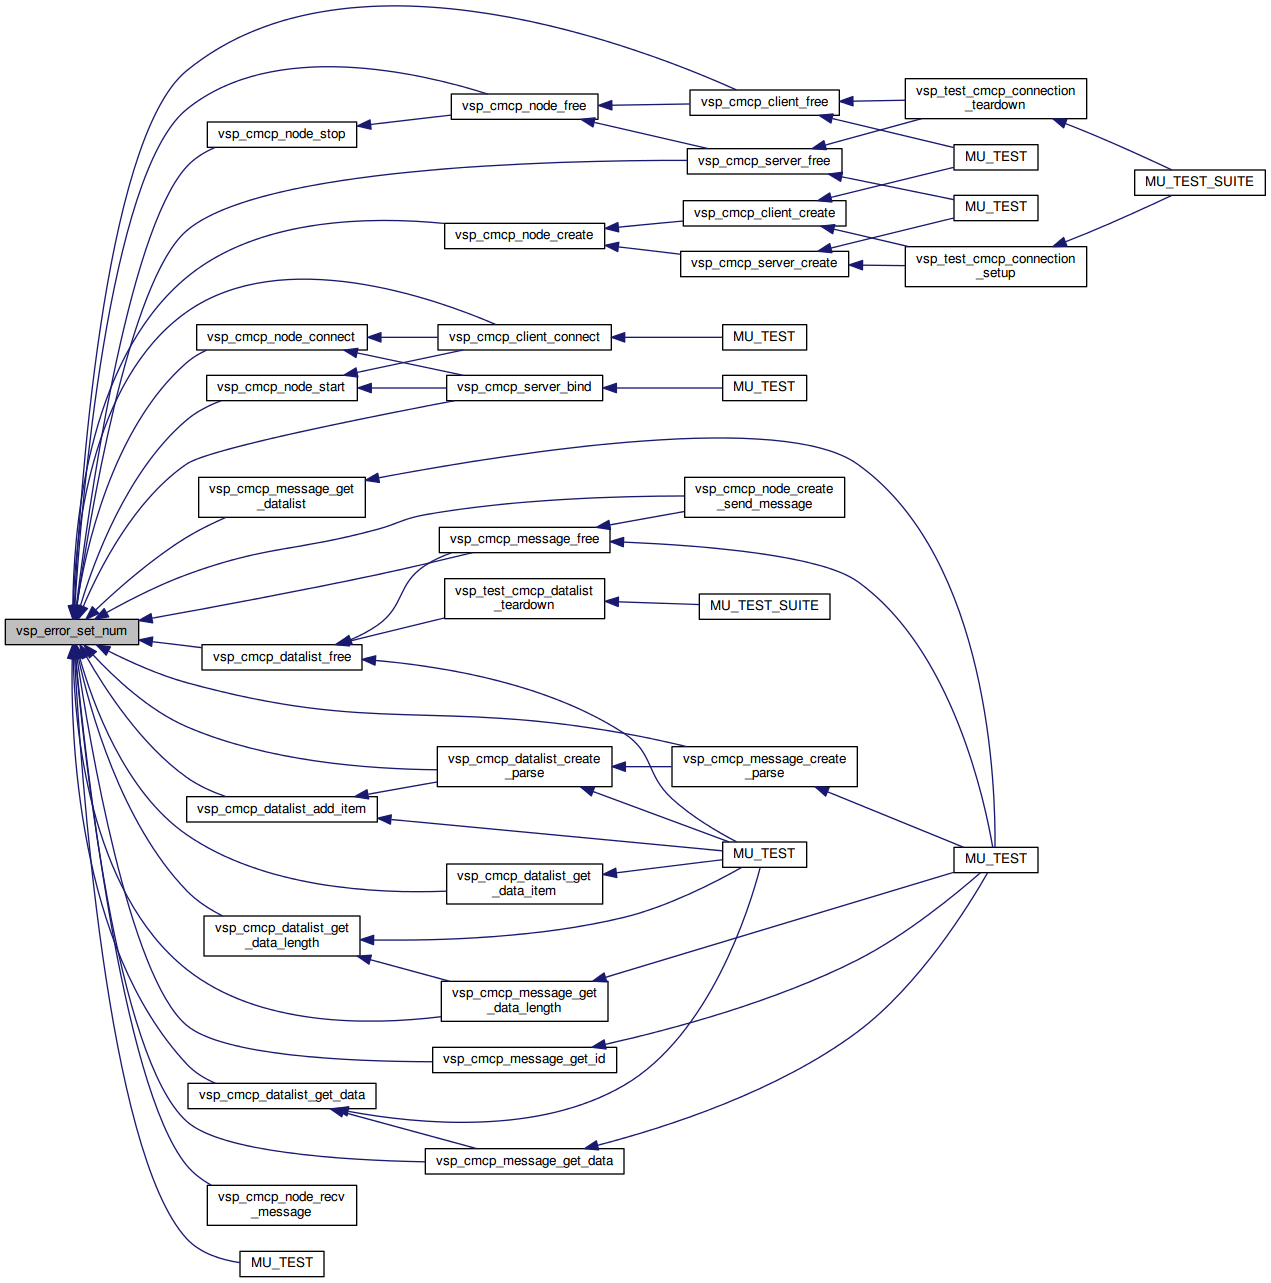 vsp_error_set_num
vsp_cmcp_node_stop
vsp_cmcp_node_free
vsp_cmcp_client_free
vsp_test_cmcp_connection
_teardown
vsp_cmcp_server_free
MU_TEST
MU_TEST_SUITE
MU_TEST
vsp_cmcp_node_create
vsp_cmcp_client_create
vsp_cmcp_server_create
vsp_test_cmcp_connection
_setup
vsp_cmcp_node_connect
vsp_cmcp_client_connect
MU_TEST
vsp_cmcp_node_start
vsp_cmcp_server_bind
MU_TEST
vsp_cmcp_message_get
_datalist
vsp_cmcp_node_create
_send_message
vsp_cmcp_message_free
vsp_test_cmcp_datalist
_teardown
MU_TEST_SUITE
vsp_cmcp_datalist_free
vsp_cmcp_datalist_create
_parse
vsp_cmcp_message_create
_parse
vsp_cmcp_datalist_add_item
MU_TEST
MU_TEST
vsp_cmcp_datalist_get
_data_item
vsp_cmcp_datalist_get
_data_length
vsp_cmcp_message_get
_data_length
vsp_cmcp_message_get_id
vsp_cmcp_datalist_get_data
vsp_cmcp_message_get_data
vsp_cmcp_node_recv
_message
MU_TEST